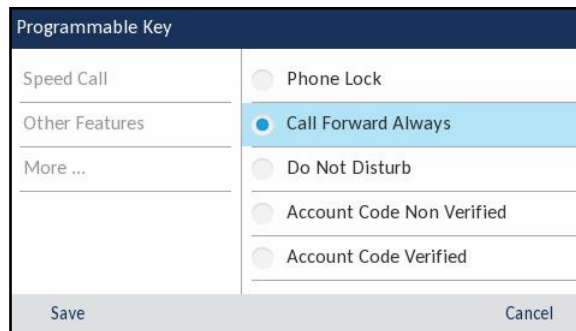 Programmable Key
Speed Call
Other Features
More ...
Phone Lock
Call Forward Always
Do Not Disturb
Account Code Non Verified
Account Code Verified
Save
Cancel